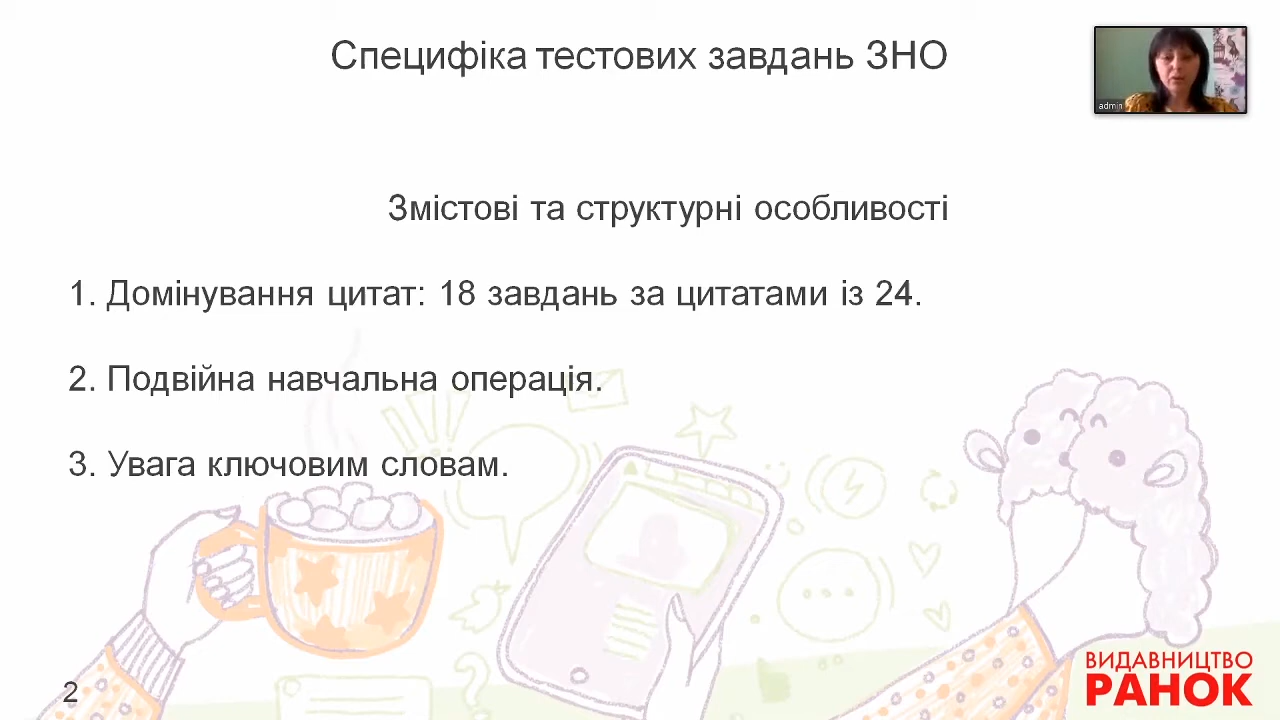 Специфіка тестових завдань ЗНО
admin
Змістові та структурні особливості
1. Домінування цитат: 18 завдань за цитатами із 24.
2. Подвійна навчальна операція.
3. Увага ключовим словам.
2
ВИДАВНИЦТВО
РАНОК